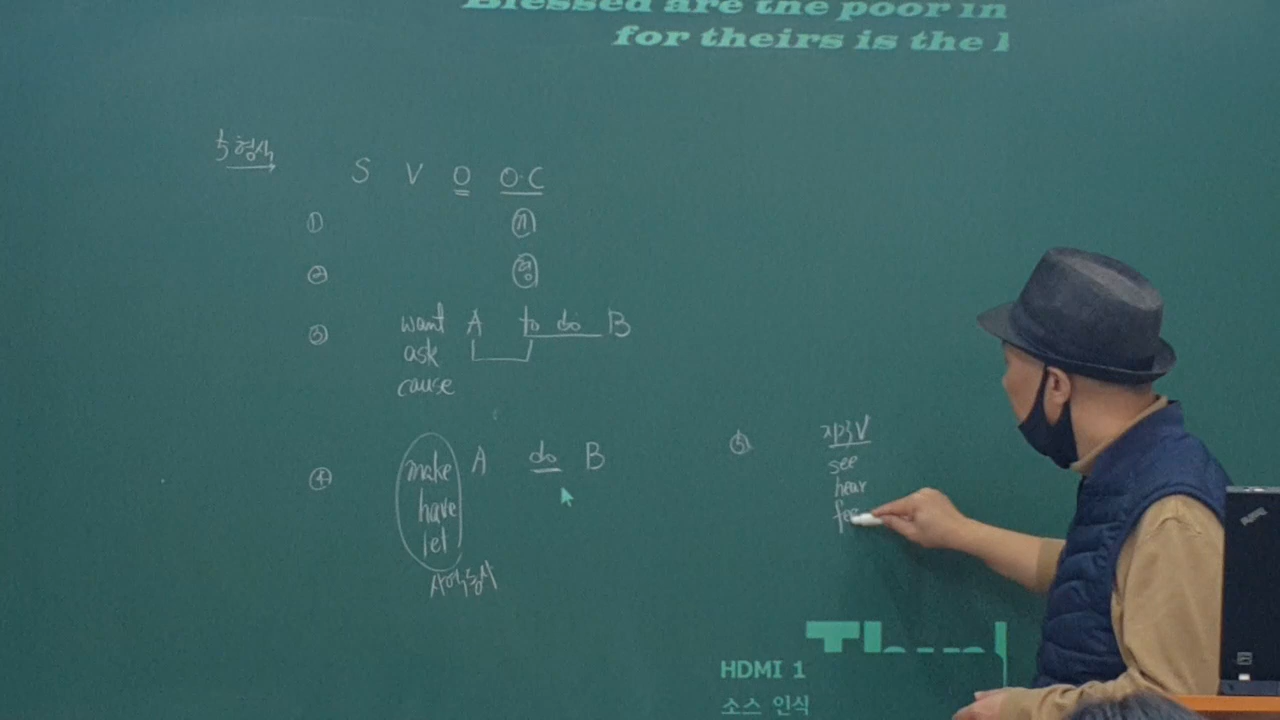 Blessed are the poor in
for theirs is the
5형식
S V O O·C
① ⓝ
② ⓐ
③ want A to do B
ask
cause
④ make A do B
have
let
사역동사
⑤ 지각V
see
hear
fee
HDMI 1
소스 인식